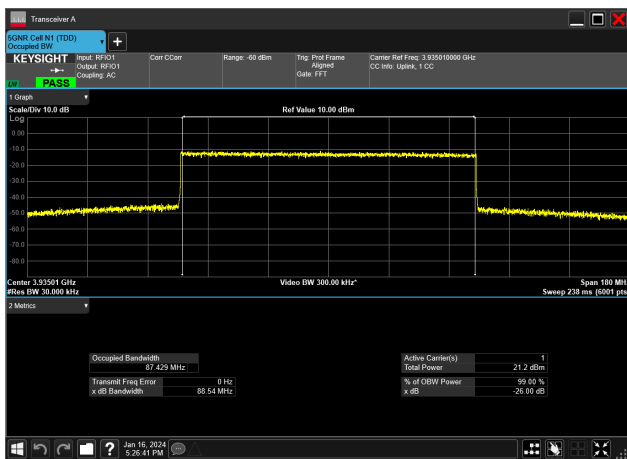 Transceiver A
5GNR Cell N1 (TDD)
Occupied BW
KEYSIGHT
PASS
Input: RFIO1
Output: RFIO1
Coupling: AC
Corr CCorr
Range: -60 dBm
Trig: Prot Frame
Aligned
Gate: FFT
Carrier Ref Freq: 3.935010000 GHz
CC Info: Uplink, 1 CC
1 Graph
Scale/Div 10.0 dB
Ref Value 10.00 dBm
Log
0.00
-10.0
-20.0
-30.0
-40.0
-50.0
-60.0
-70.0
-80.0
Center 3.93501 GHz
Video BW 300.00 kHz*
Span 180 MH
#Res BW 30.000 kHz
Sweep 238 ms (6001 pts
2 Metrics
Occupied Bandwidth
87.429 MHz
Active Carrier(s) 1
Total Power 21.2 dBm
Transmit Freq Error 0 Hz
x dB Bandwidth 88.54 MHz
% of OBW Power 99.00 %
x dB -26.00 dB
?
Jan 16, 2024
5:26:41 PM